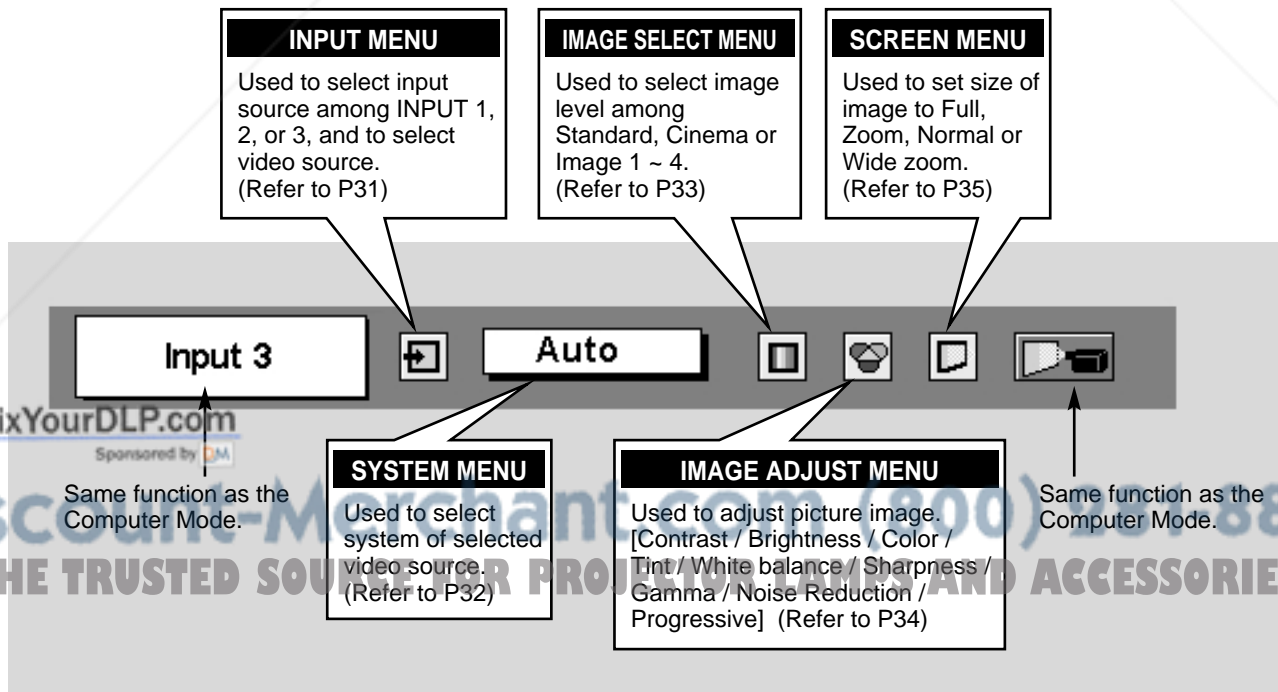 INPUT MENU
Used to select input
source among INPUT 1,
2, or 3, and to select
video source.
(Refer to P31)
IMAGE SELECT MENU
Used to select image
level among
Standard, Cinema or
Image 1 ~ 4.
(Refer to P33)
SCREEN MENU
Used to set size of
image to Full,
Zoom, Normal or
Wide zoom.
(Refer to P35)
Input 3
Auto
ixYourDLP.com
Sponsored by DM
Same function as the
Computer Mode.
SYSTEM MENU
Used to select
system of selected
video source.
(Refer to P32)
IMAGE ADJUST MENU
Used to adjust picture image.
[Contrast / Brightness / Color /
Tint / White balance / Sharpness /
Gamma / Noise Reduction /
Progressive] (Refer to P34)
Same function as the
Computer Mode.
scount-Merchant.com (800) 281-88
HE TRUSTED SOURCE FOR PROJECTOR LAMPS AND ACCESSORIE